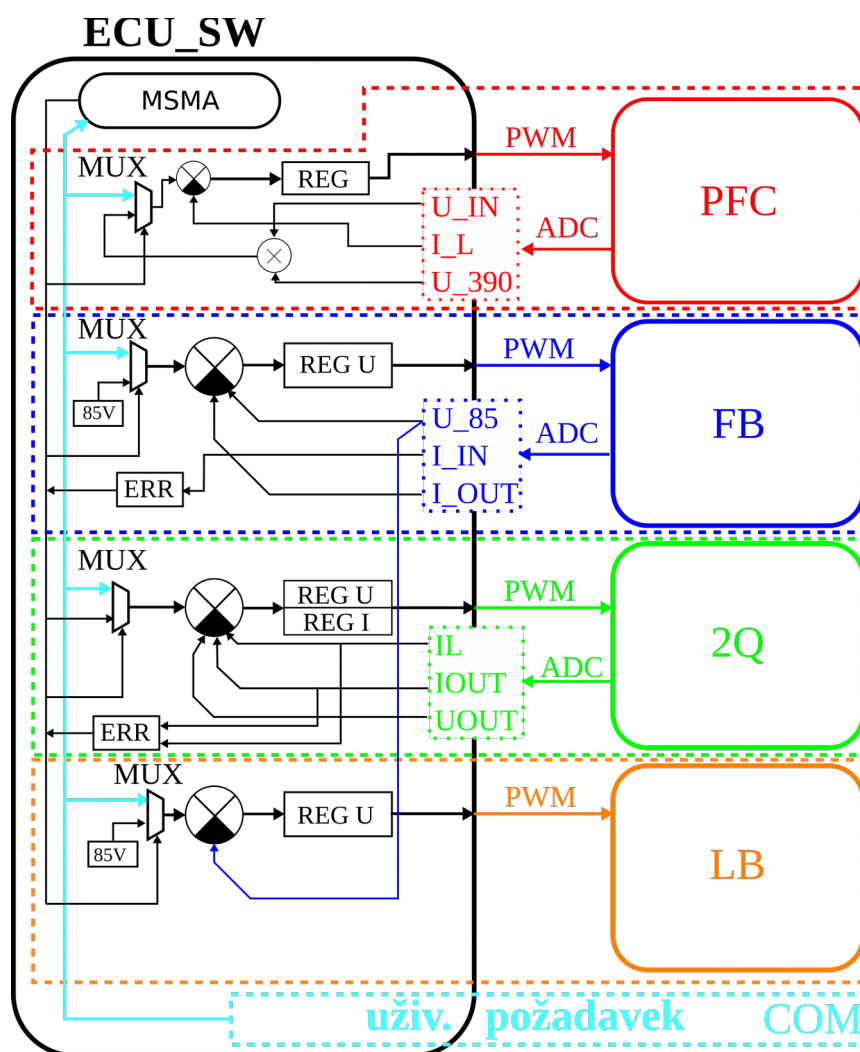 ECU_SW
MSMA
MUX
REG
PWM
PFC
U_IN
I_L
U_390
ADC
MUX
85V
REG U
PWM
FB
U_85
I_IN
I_OUT
ADC
ERR
MUX
REG U
REG I
PWM
2Q
IL
IOUT
UOUT
ADC
ERR
MUX
85V
REG U
PWM
LB
uživ. požadavek COM